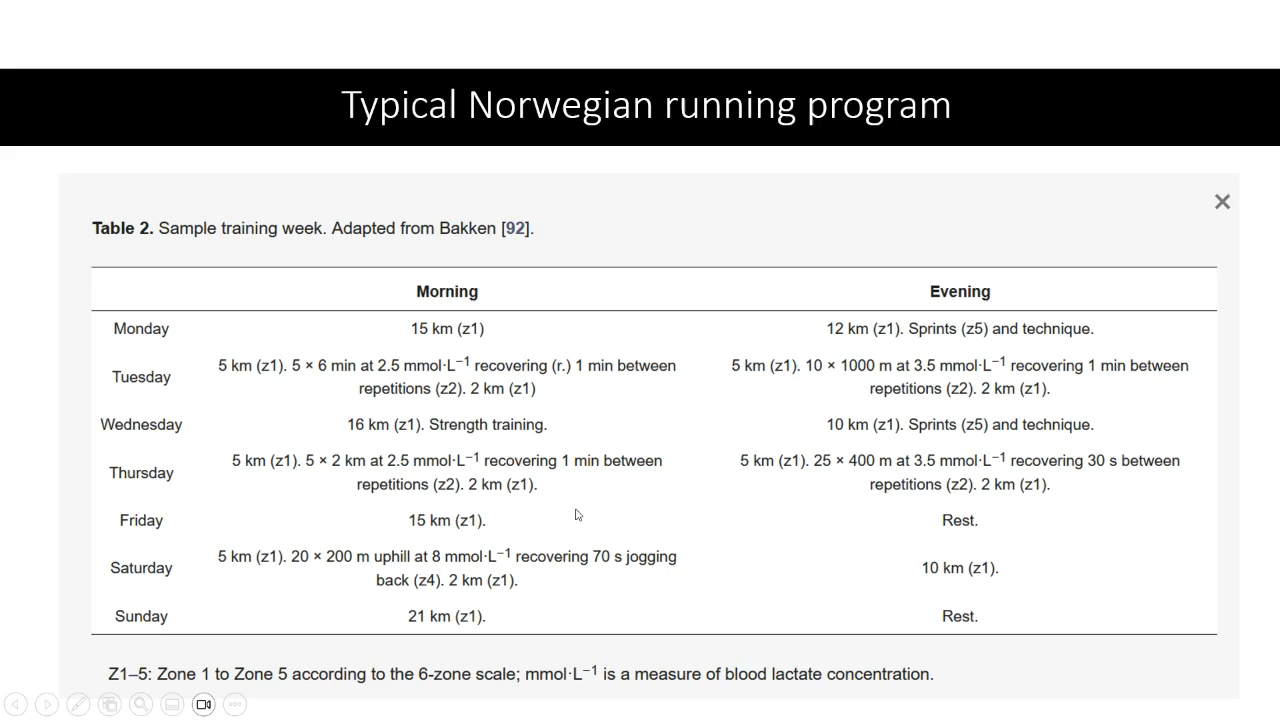 Typical Norwegian running program
Table 2. Sample training week. Adapted from Bakken [92].
Morning Evening
Monday 15 km (z1) 12 km (z1). Sprints (z5) and technique.
Tuesday 5 km (z1). 5 × 6 min at 2.5 mmol·L⁻¹ recovering (r.) 1 min between
repetitions (z2). 2 km (z1) 5 km (z1). 10 × 1000 m at 3.5 mmol·L⁻¹ recovering 1 min between
repetitions (z2). 2 km (z1).
Wednesday 16 km (z1). Strength training. 10 km (z1). Sprints (z5) and technique.
Thursday 5 km (z1). 5 × 2 km at 2.5 mmol·L⁻¹ recovering 1 min between
repetitions (z2). 2 km (z1). 5 km (z1). 25 × 400 m at 3.5 mmol·L⁻¹ recovering 30 s between
repetitions (z2). 2 km (z1).
Friday 15 km (z1). Rest.
Saturday 5 km (z1). 20 × 200 m uphill at 8 mmol·L⁻¹ recovering 70 s jogging
back (z4). 2 km (z1). 10 km (z1).
Sunday 21 km (z1). Rest.
Z1–5: Zone 1 to Zone 5 according to the 6-zone scale; mmol·L⁻¹ is a measure of blood lactate concentration.